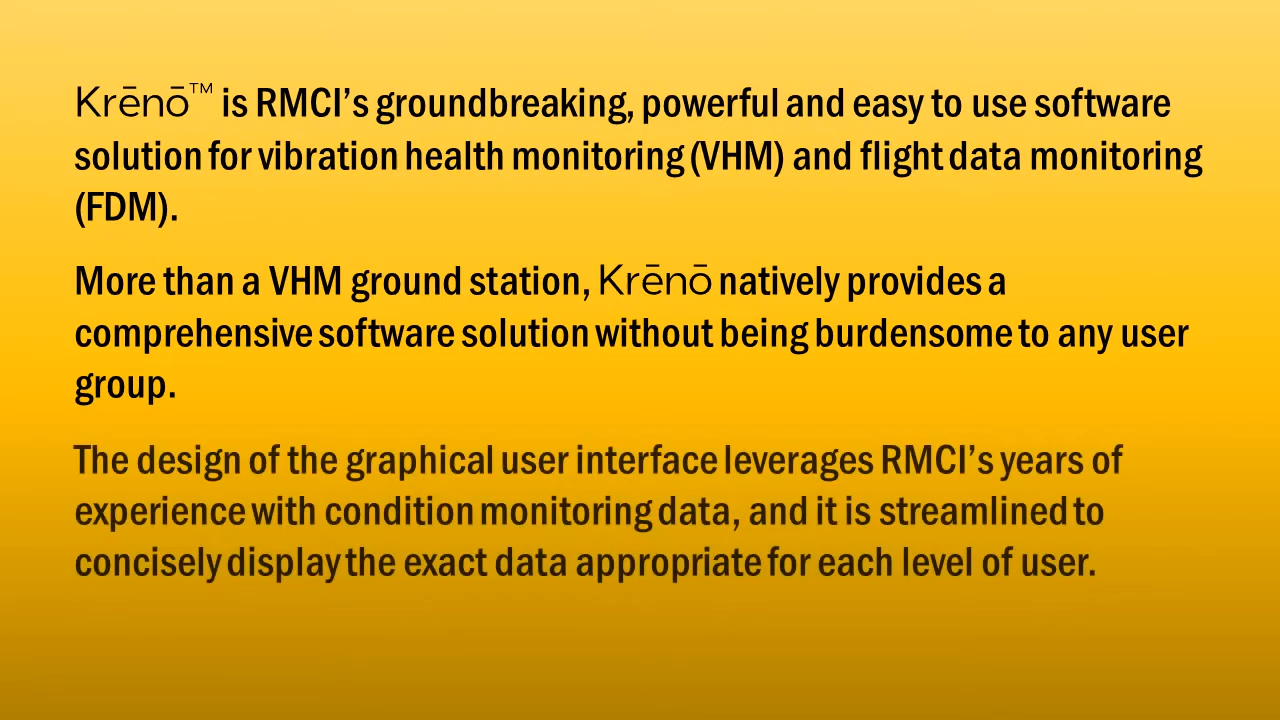 Krēnō™ is RMCI’s groundbreaking, powerful and easy to use software
solution for vibration health monitoring (VHM) and flight data monitoring
(FDM).
More than a VHM ground station, Krēnō natively provides a
comprehensive software solution without being burdensome to any user
group.
The design of the graphical user interface leverages RMCI’s years of
experience with condition monitoring data, and it is streamlined to
concisely display the exact data appropriate for each level of user.